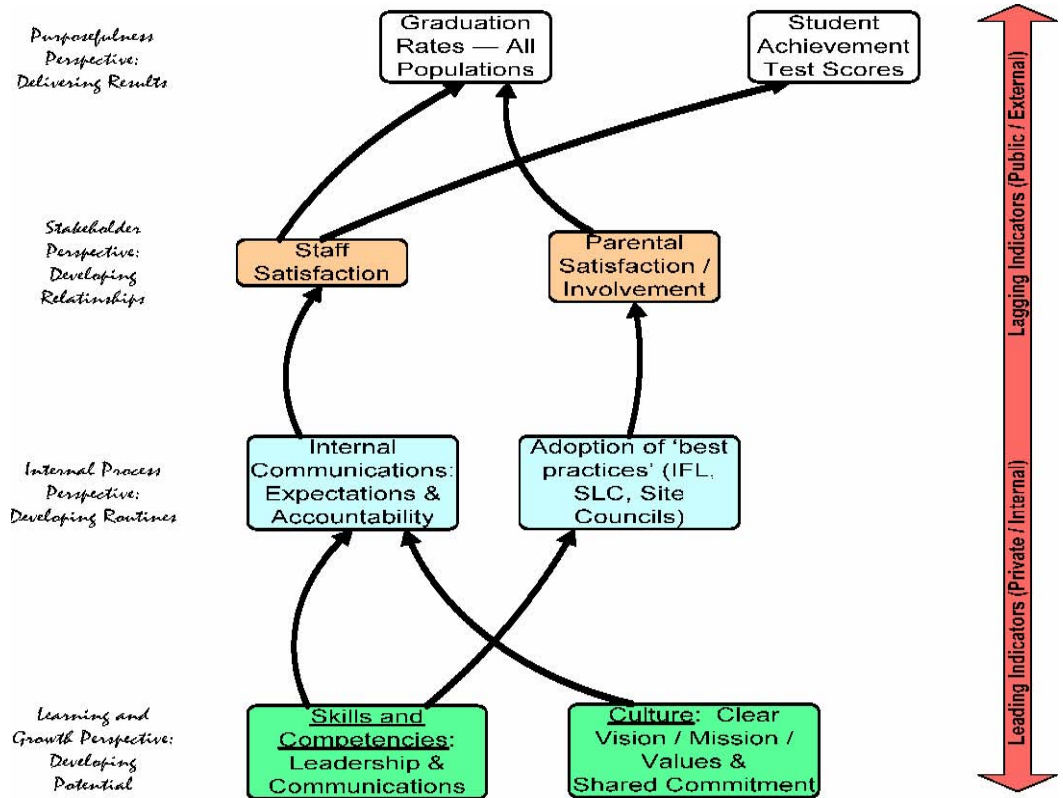 Purposefulness
Perspective:
Delivering Results
Graduation
Rates — All
Populations
Student
Achievement
Test Scores
Stakeholder
Perspective:
Developing
Relationships
Staff
Satisfaction
Parental
Satisfaction /
Involvement
Internal Process
Perspective:
Developing Routines
Internal
Communications:
Expectations &
Accountability
Adoption of ‘best
practices’ (IFL,
SLC, Site
Councils)
Learning and
Growth Perspective:
Developing
Potential
Skills and
Competencies:
Leadership &
Communications
Culture: Clear
Vision / Mission /
Values &
Shared Commitment
Lagging Indicators (Public / External)
Leading Indicators (Private / Internal)